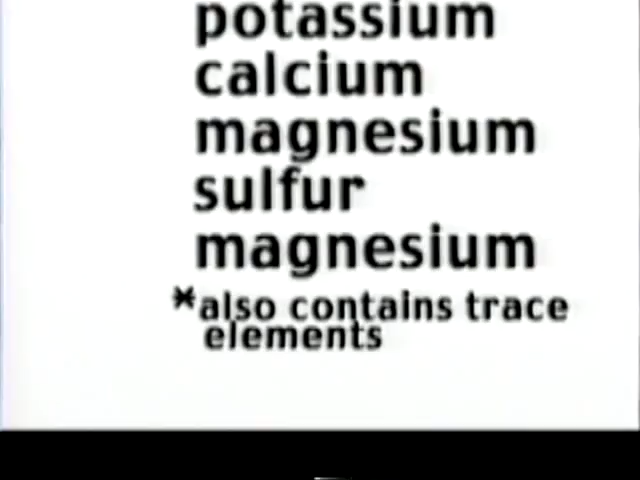 potassium
calcium
magnesium
sulfur
magnesium
*also contains trace
elements